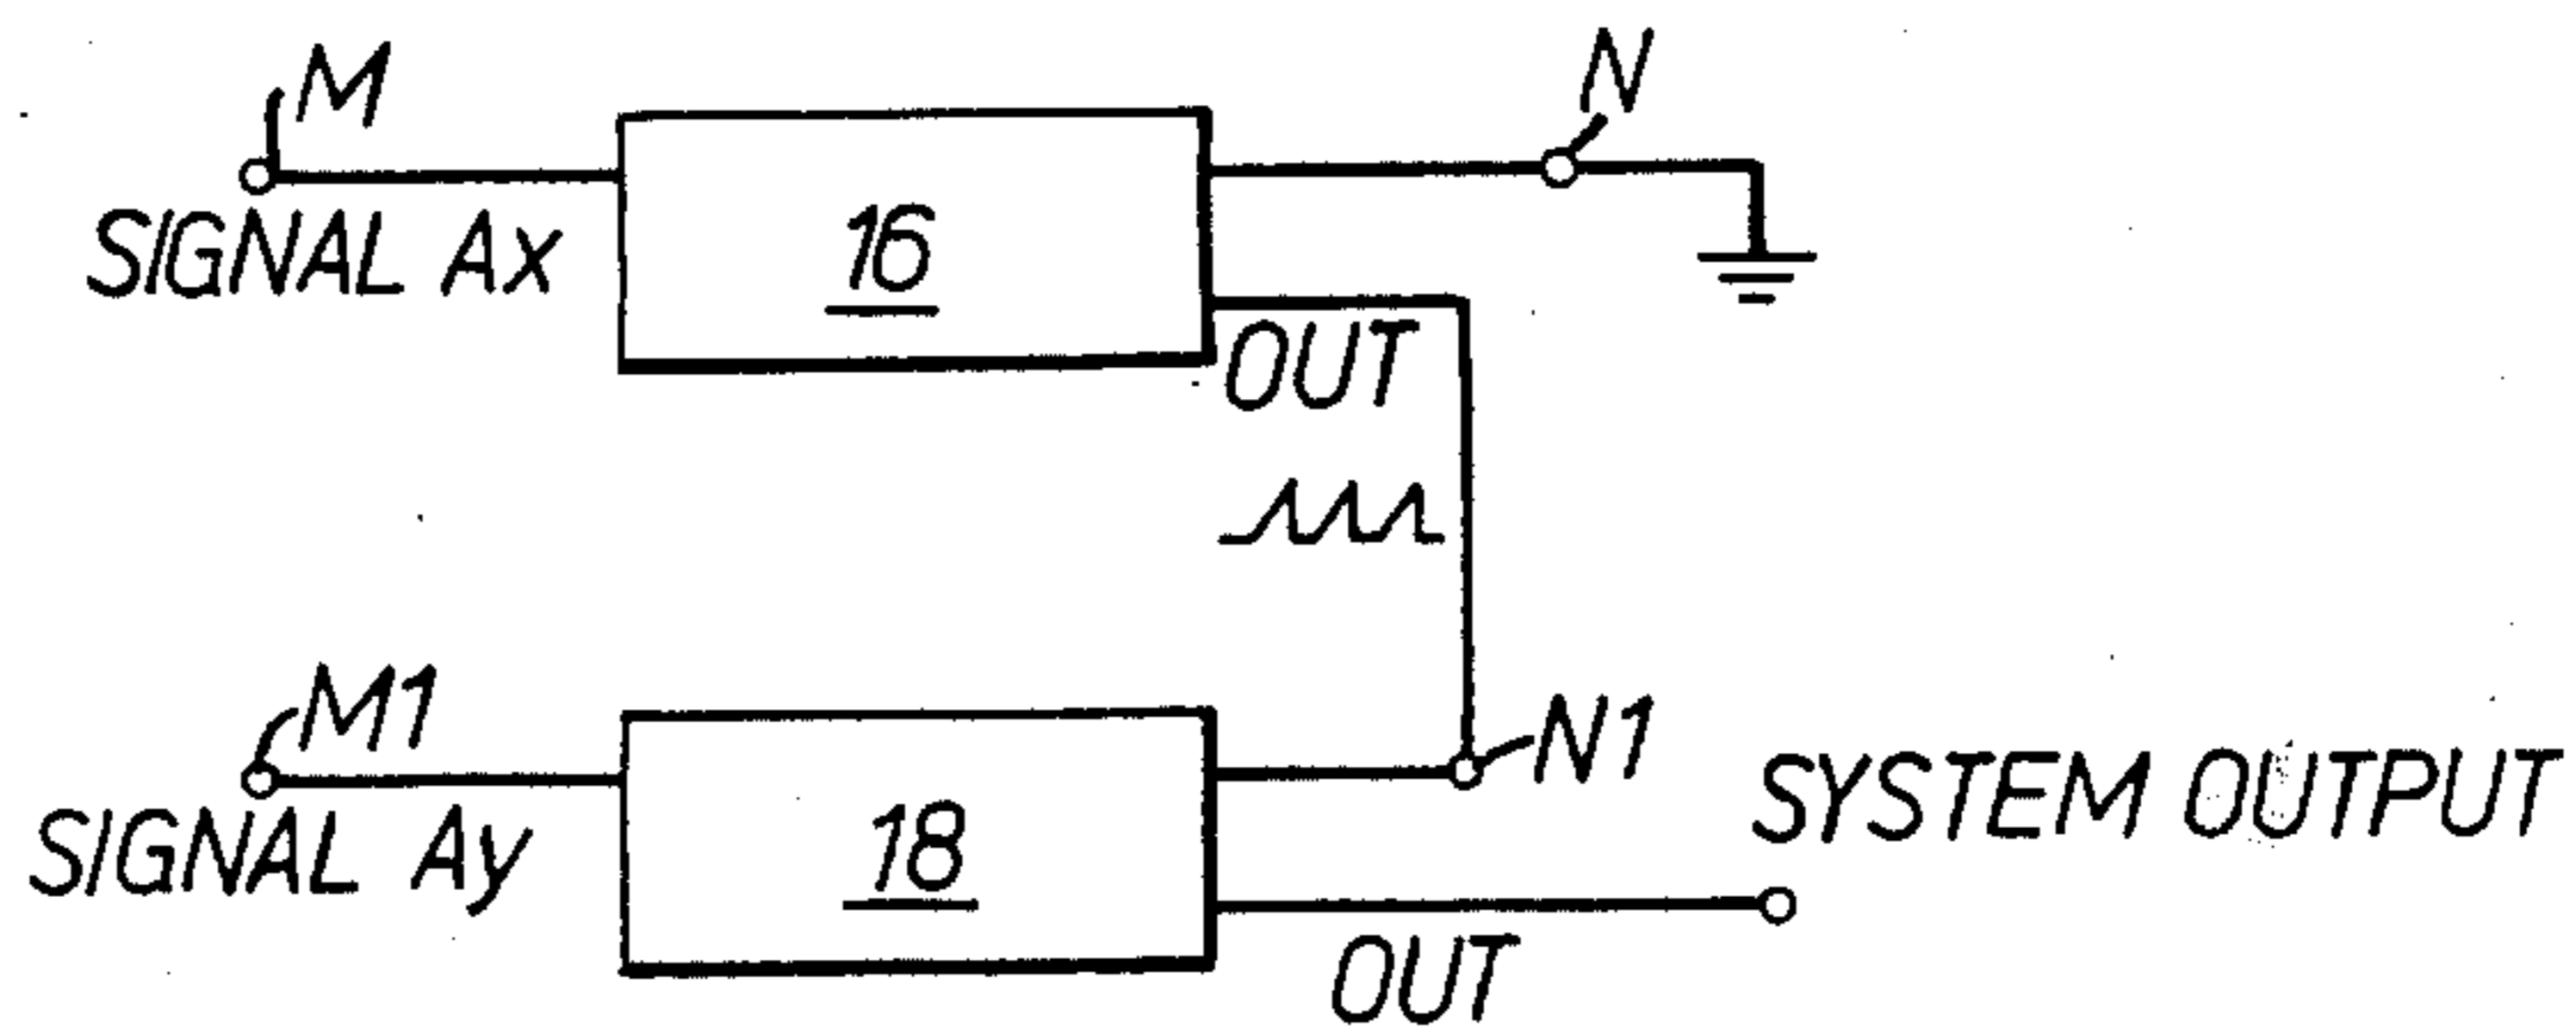 M
N
SIGNAL Ax
16
OUT
M1
N1
SIGNAL Ay
18
SYSTEM OUTPUT
OUT